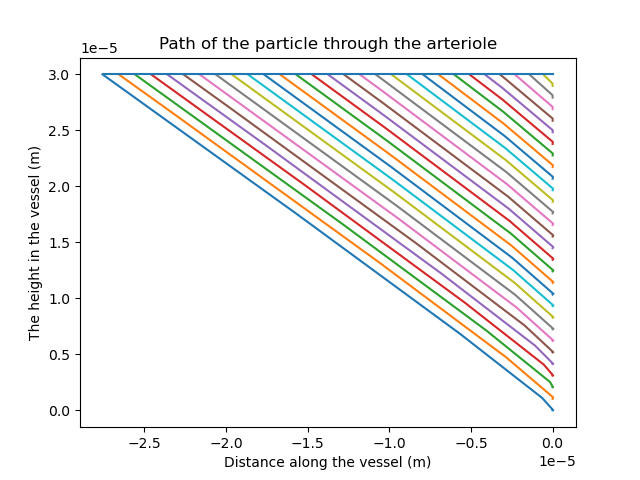 Path of the particle through the arteriole
1e−5
3.0
2.5
2.0
1.5
1.0
0.5
0.0
The height in the vessel (m)
−2.5 −2.0 −1.5 −1.0 −0.5 0.0
Distance along the vessel (m)
1e−5